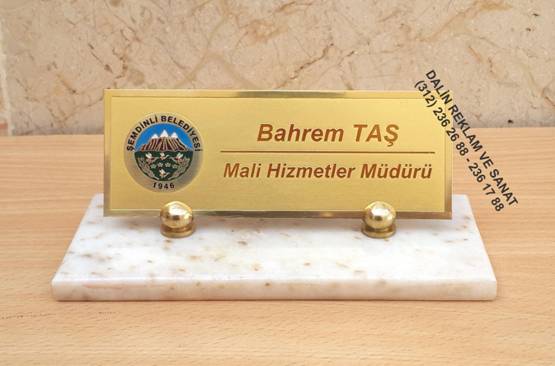 ŞEMDİNLİ BELEDİYESİ
1946
Bahrem TAŞ
Mali Hizmetler Müdürü
DALİN REKLAM VE SANAT
(312) 236 26 88 - 236 17 88